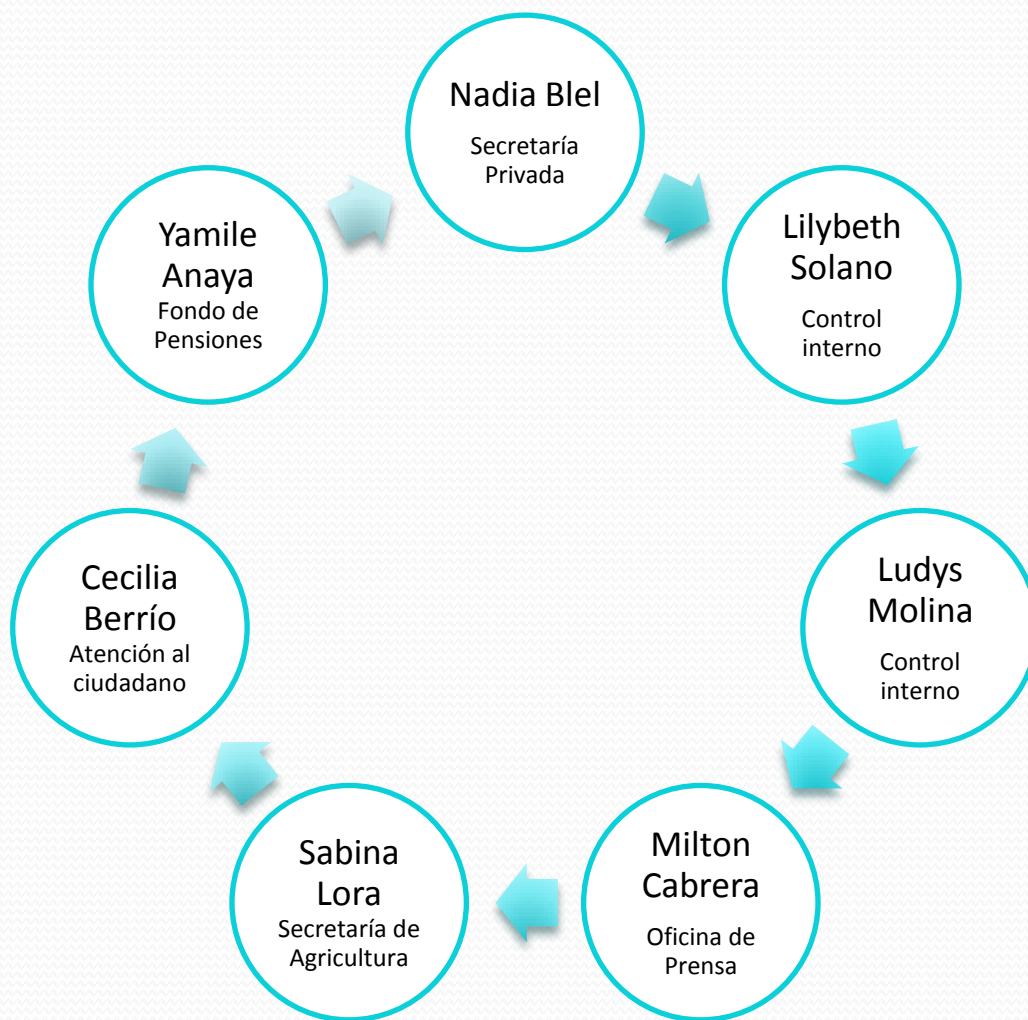 Nadia Blel
Secretaría
Privada
Lilybeth
Solano
Control
interno
Ludys
Molina
Control
interno
Milton
Cabrera
Oficina de
Prensa
Sabina
Lora
Secretaría de
Agricultura
Cecilia
Berrío
Atención al
ciudadano
Yamile
Anaya
Fondo de
Pensiones